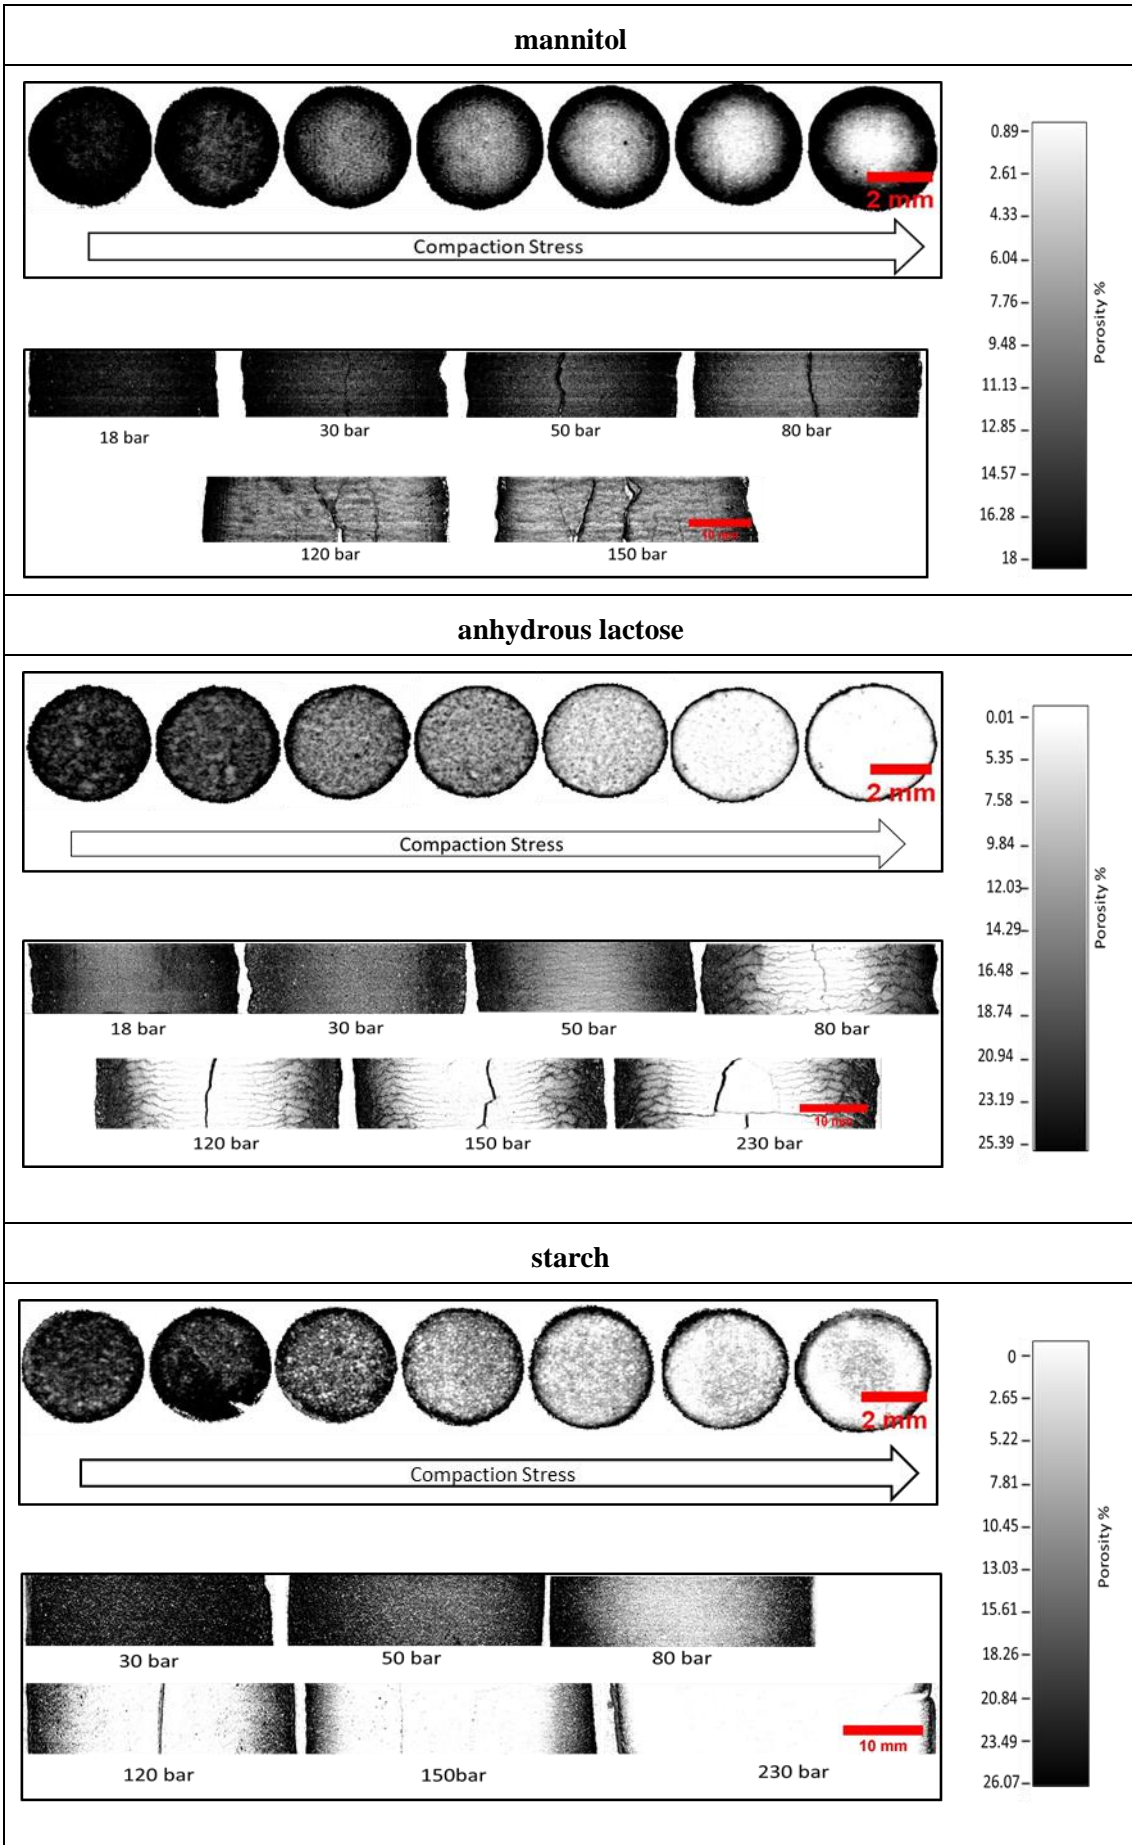 mannitol
2 mm
Compaction Stress
18 bar
30 bar
50 bar
80 bar
120 bar
150 bar
10 mm
0.89
2.61
4.33
6.04
7.76
9.48
11.13
12.85
14.57
16.28
18
Porosity %
anhydrous lactose
2 mm
Compaction Stress
18 bar
30 bar
50 bar
80 bar
120 bar
150 bar
230 bar
10 mm
0.01
5.35
7.58
9.84
12.03
14.29
16.48
18.74
20.94
23.19
25.39
Porosity %
starch
2 mm
Compaction Stress
30 bar
50 bar
80 bar
120 bar
150bar
230 bar
10 mm
0
2.65
5.22
7.81
10.45
13.03
15.61
18.26
20.84
23.49
26.07
Porosity %